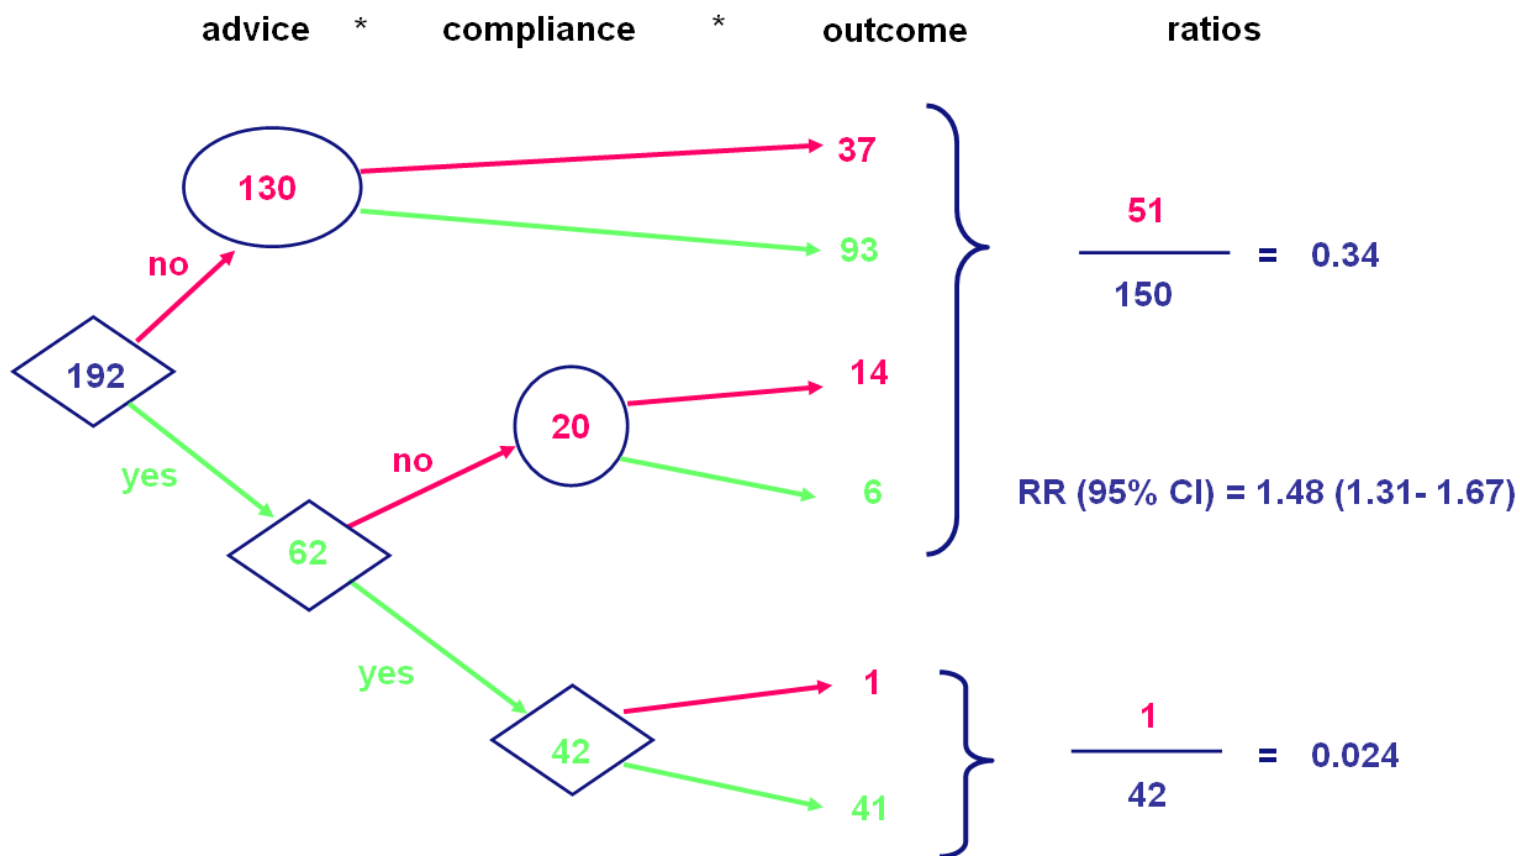 advice * compliance * outcome ratios
130
37
93
51
150
= 0.34
no
192
yes
no
20
14
6
RR (95% CI) = 1.48 (1.31- 1.67)
62
yes
42
1
41
1
42
= 0.024